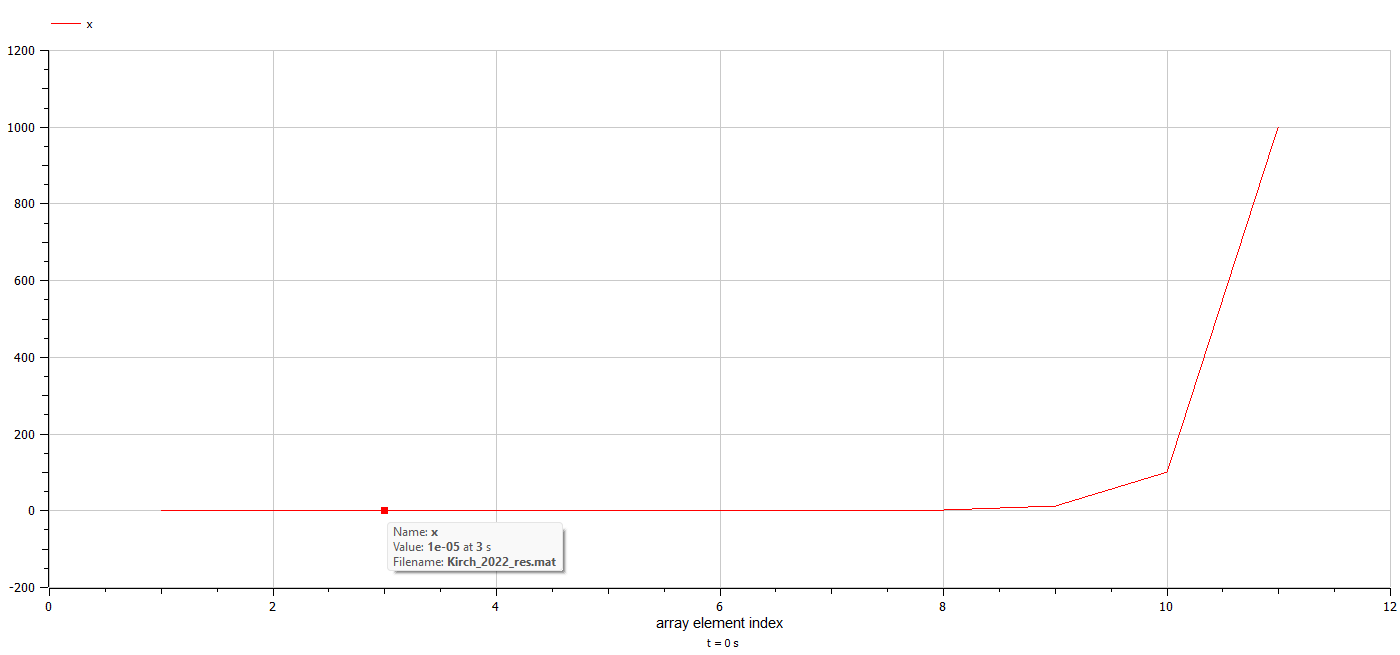 x
1200
1000
800
600
400
200
0
-200
Name: x
Value: 1e-05 at 3 s
Filename: Kirch_2022_res.mat
0 2 4 6 8 10 12
array element index
t = 0 s